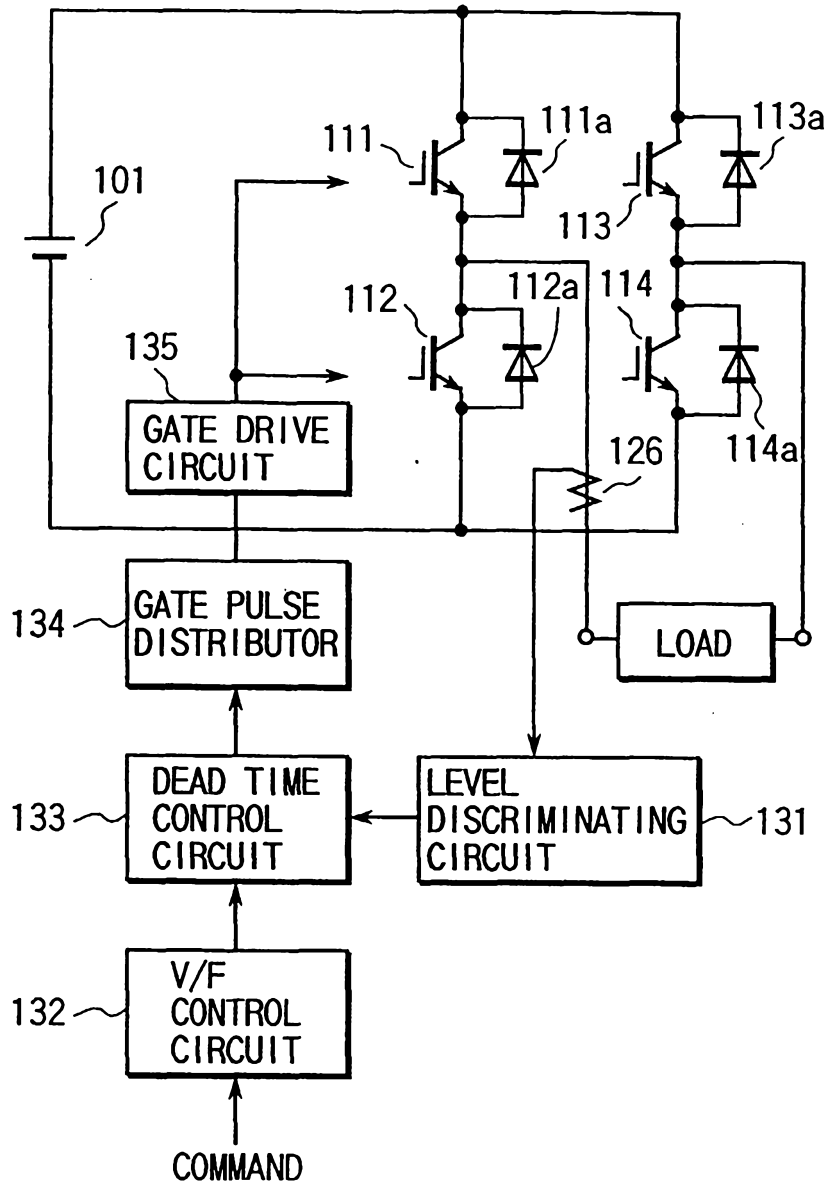 111
111a
113a
101
113
112
112a
114
135
GATE DRIVE
CIRCUIT
126
114a
134
GATE PULSE
DISTRIBUTOR
LOAD
133
DEAD TIME
CONTROL
CIRCUIT
LEVEL
DISCRIMINATING
CIRCUIT
131
132
V/F
CONTROL
CIRCUIT
COMMAND